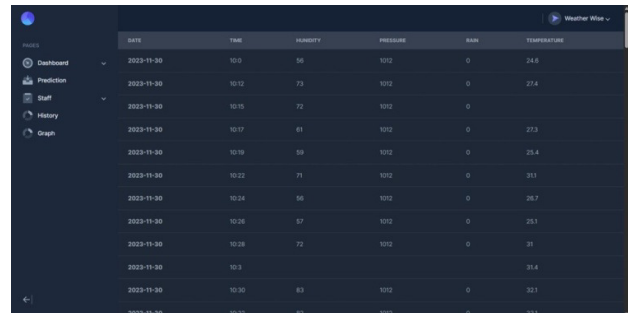 Weather Wise
PAGES
DATE TIME HUMIDITY PRESSURE RAIN TEMPERATURE
Dashboard
2023-11-30 10:0 56 1012 0 24.6
Prediction
2023-11-30 10:12 73 1012 0 27.4
Staff
2023-11-30 10:15 72 1012 0
History
2023-11-30 10:17 61 1012 0 27.3
Graph
2023-11-30 10:19 59 1012 0 25.4
2023-11-30 10:22 71 1012 0 31.1
2023-11-30 10:24 56 1012 0 26.7
2023-11-30 10:26 57 1012 0 25.1
2023-11-30 10:28 72 1012 0 31
2023-11-30 10:3 31.4
2023-11-30 10:30 83 1012 0 32.1